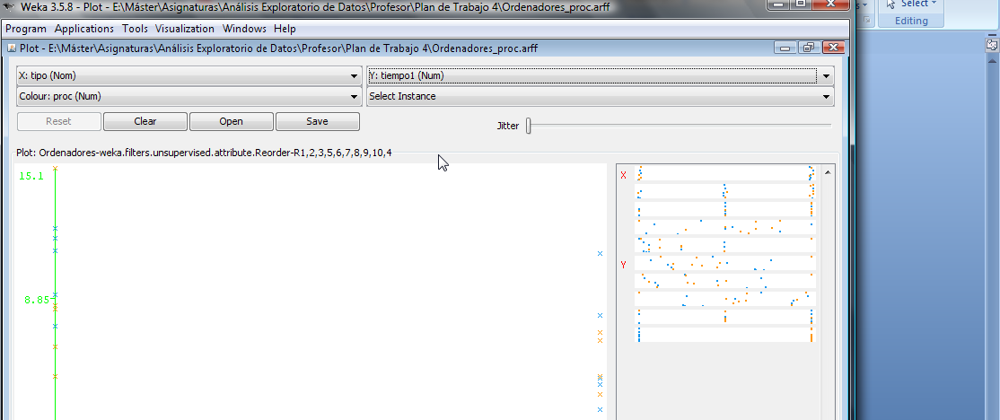 Weka 3.5.8 - Plot - E:\Máster\Asignaturas\Análisis Exploratorio de Datos\Profesor\Plan de Trabajo 4\Ordenadores_proc.arff
Select
Editing
Program Applications Tools Visualization Windows Help
Plot - E:\Máster\Asignaturas\Análisis Exploratorio de Datos\Profesor\Plan de Trabajo 4\Ordenadores_proc.arff
X: tipo (Nom)
Y: tiempo1 (Num)
Colour: proc (Num)
Select Instance
Reset
Clear
Open
Save
Jitter
Plot: Ordenadores-weka.filters.unsupervised.attribute.Reorder-R1,2,3,5,6,7,8,9,10,4
15.1
8.85
X
Y